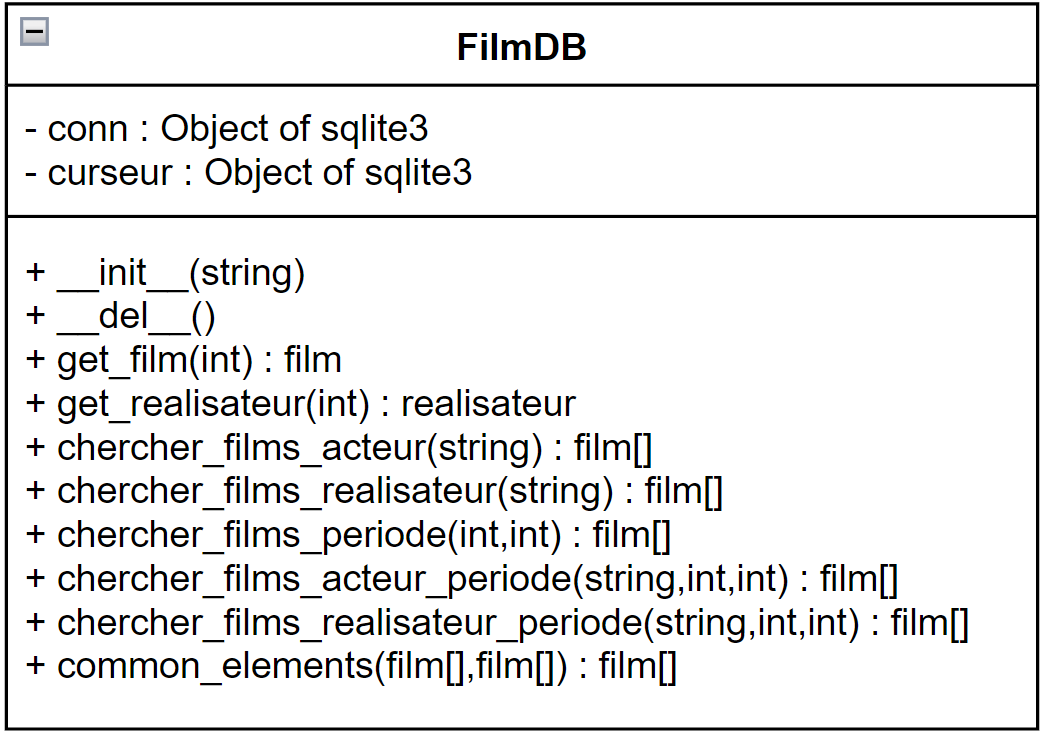 FilmDB
- conn : Object of sqlite3
- curseur : Object of sqlite3
+ __init__(string)
+ __del__()
+ get_film(int) : film
+ get_realisateur(int) : realisateur
+ chercher_films_acteur(string) : film[]
+ chercher_films_realisateur(string) : film[]
+ chercher_films_periode(int,int) : film[]
+ chercher_films_acteur_periode(string,int,int) : film[]
+ chercher_films_realisateur_periode(string,int,int) : film[]
+ common_elements(film[],film[]) : film[]